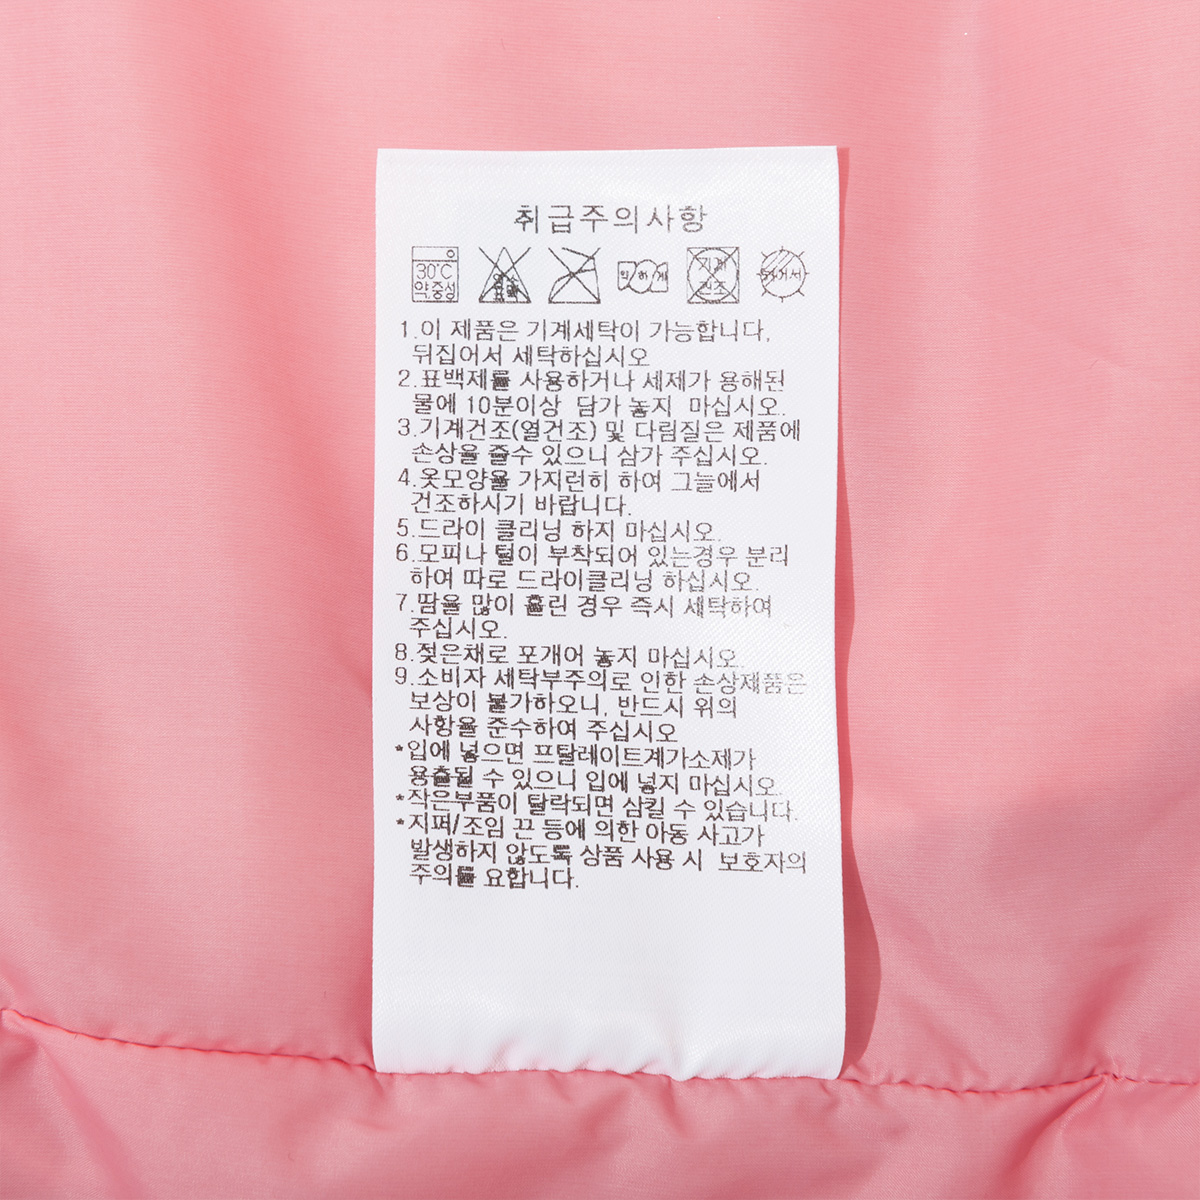 취급주의사항
30°C
약.중성
염소
표백
약하게
기계
건조
뉘어서
1.이 제품은 기계세탁이 가능합니다,
뒤집어서 세탁하십시오
2.표백제를 사용하거나 세제가 용해된
물에 10분이상 담가 놓지 마십시오.
3.기계건조(열건조) 및 다림질은 제품에
손상을 줄수 있으니 삼가 주십시오.
4.옷모양을 가지런히 하여 그늘에서
건조하시기 바랍니다.
5.드라이 클리닝 하지 마십시오.
6.모피나 털이 부착되어 있는경우 분리
하여 따로 드라이클리닝 하십시오.
7.땀을 많이 흘린 경우 즉시 세탁하여
주십시오.
8.젖은채로 포개어 놓지 마십시오.
9.소비자 세탁부주의로 인한 손상제품은
보상이 불가하오니, 반드시 위의
사항을 준수하여 주십시오
*입에 넣으면 프탈레이트계가소제가
용출될 수 있으니 입에 넣지 마십시오.
*작은부품이 탈락되면 삼킬 수 있습니다.
*지퍼/조임 끈 등에 의한 아동 사고가
발생하지 않도록 상품 사용 시 보호자의
주의를 요합니다.